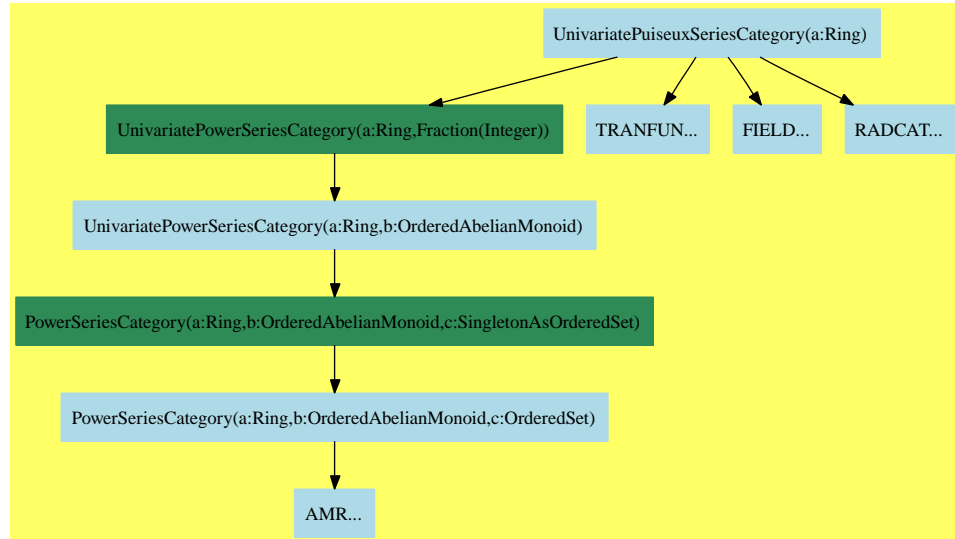 UnivariatePuiseuxSeriesCategory(a:Ring)
UnivariatePowerSeriesCategory(a:Ring,Fraction(Integer))
TRANFUN...
FIELD...
RADCAT...
UnivariatePowerSeriesCategory(a:Ring,b:OrderedAbelianMonoid)
PowerSeriesCategory(a:Ring,b:OrderedAbelianMonoid,c:SingletonAsOrderedSet)
PowerSeriesCategory(a:Ring,b:OrderedAbelianMonoid,c:OrderedSet)
AMR...